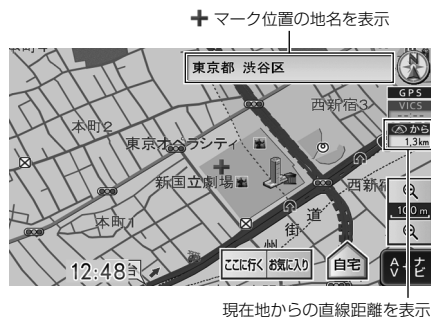 ✚ マーク位置の地名を表示
東京都 渋谷区
GPS
VICS
から
1.3km
西新宿3
本町2
東京オペラシティ
新国立劇場
西新
100m
本町1
道
街
州
12:48
ここに行く
お気に入り
自宅
AV
ナビ
現在地からの直線距離を表示